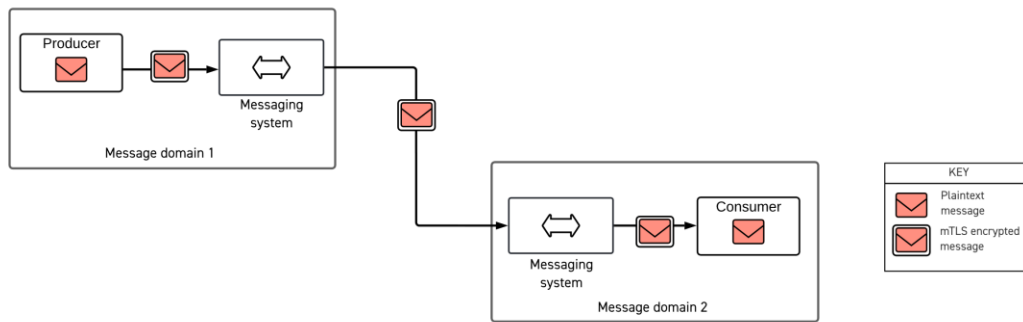 Producer
Messaging
system
Message domain 1
Consumer
Messaging
system
Message domain 2
KEY
Plaintext
message
mTLS encrypted
message